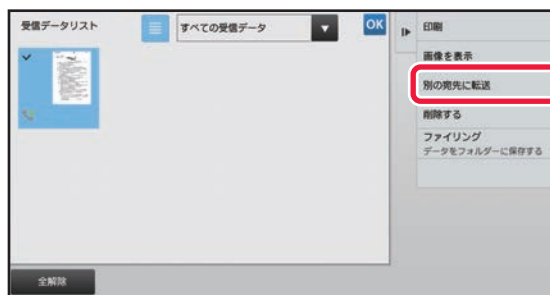 受信データリスト
すべての受信データ
OK
印刷
画像を表示
別の宛先に転送
削除する
ファイリング
データをフォルダーに保存する
全解除